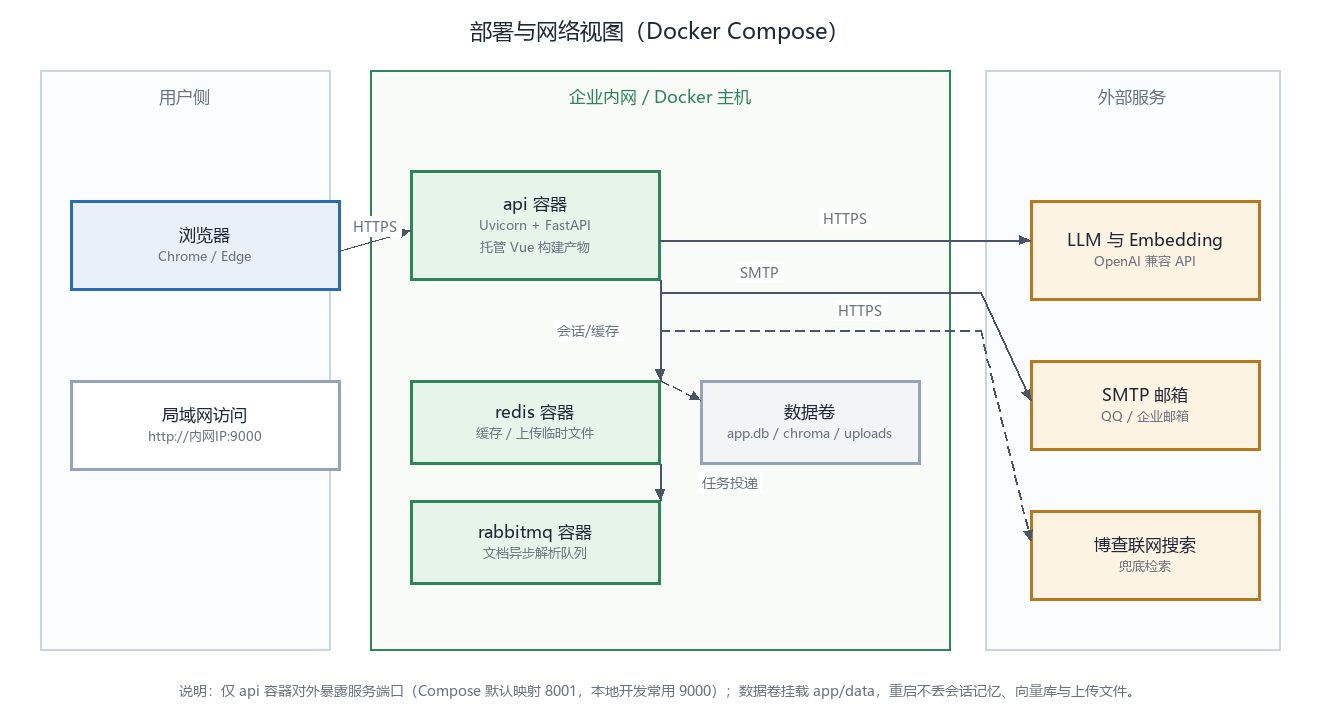 部署与网络视图（Docker Compose）
用户侧
企业内网 / Docker 主机
外部服务
浏览器
Chrome / Edge
HTTPS
api 容器
Uvicorn + FastAPI
托管 Vue 构建产物
HTTPS
LLM 与 Embedding
OpenAI 兼容 API
SMTP
HTTPS
会话/缓存
局域网访问
http://内网IP:9000
redis 容器
缓存 / 上传临时文件
数据卷
app.db / chroma / uploads
SMTP 邮箱
QQ / 企业邮箱
任务投递
rabbitmq 容器
文档异步解析队列
博查联网搜索
兜底检索
说明：仅 api 容器对外暴露服务端口（Compose 默认映射 8001，本地开发常用 9000）；数据卷挂载 app/data，重启不丢会话记忆、向量库与上传文件。